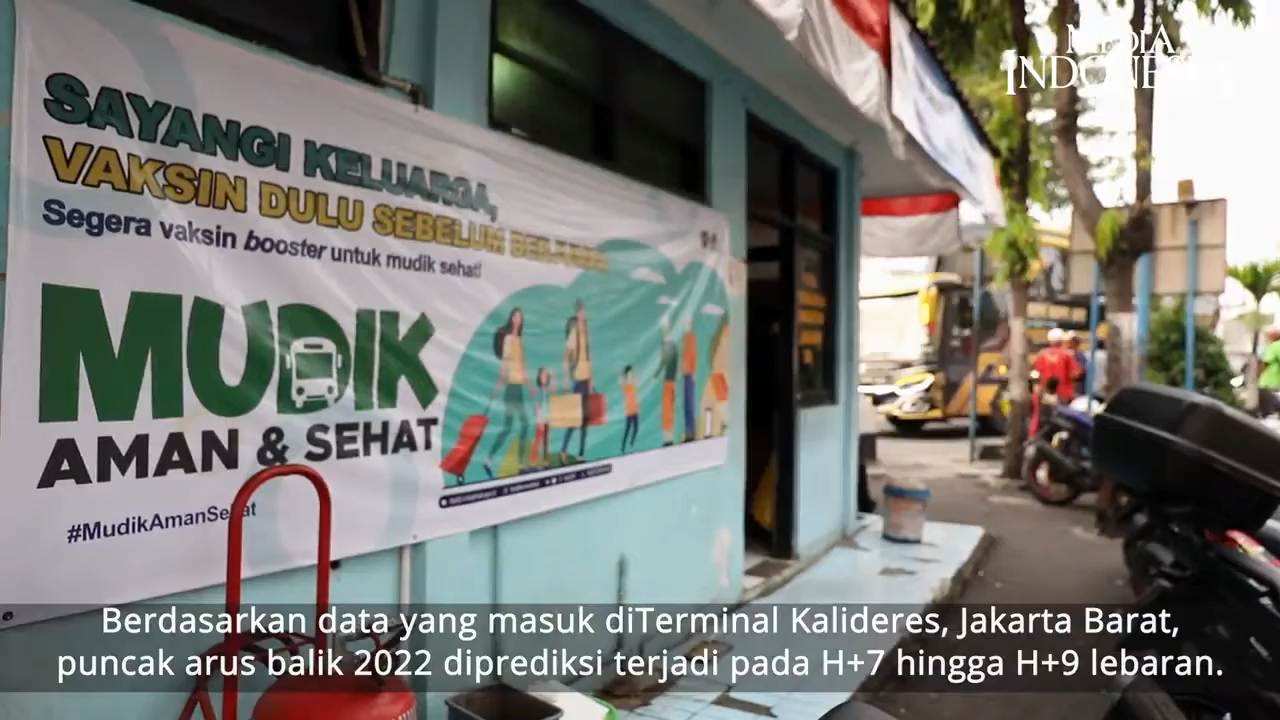 MEDIA
INDONESIA
SAYANGI KELUARGA,
VAKSIN DULU SEBELUM
Segera vaksin booster untuk mudik sehat!
MUDIK
AMAN & SEHAT
#MudikAmanSehat
Berdasarkan data yang masuk diTerminal Kalideres, Jakarta Barat,
puncak arus balik 2022 diprediksi terjadi pada H+7 hingga H+9 lebaran.